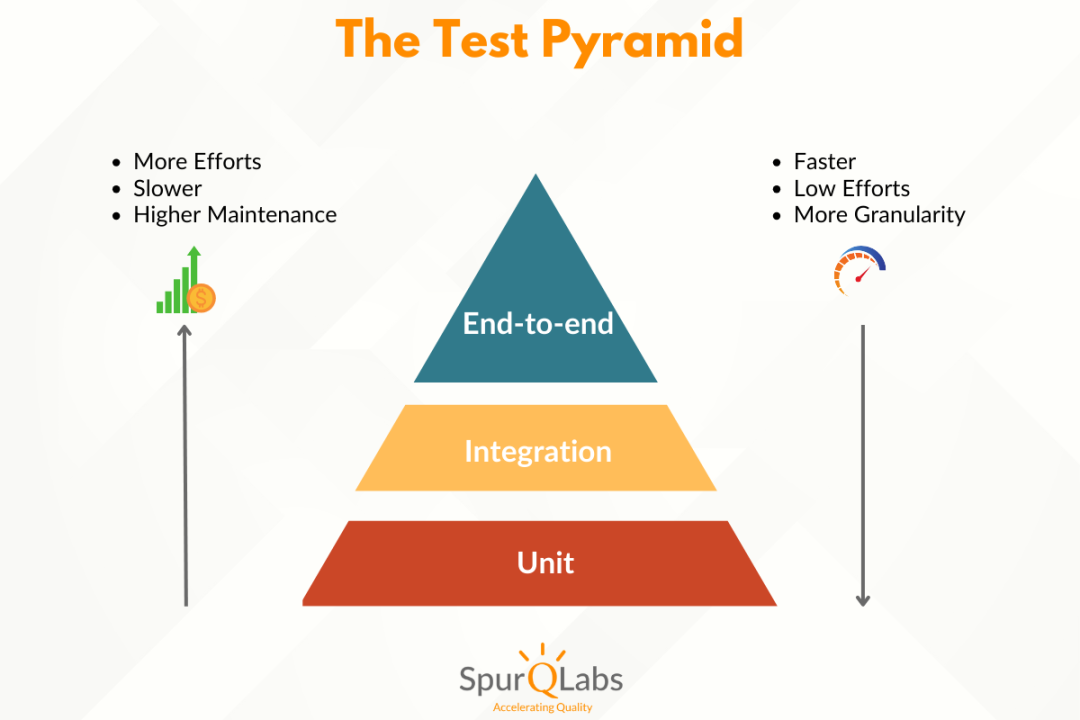 The Test Pyramid
• More Efforts
• Slower
• Higher Maintenance
• Faster
• Low Efforts
• More Granularity
$
End-to-end
Integration
Unit
SpurQLabs
Accelerating Quality